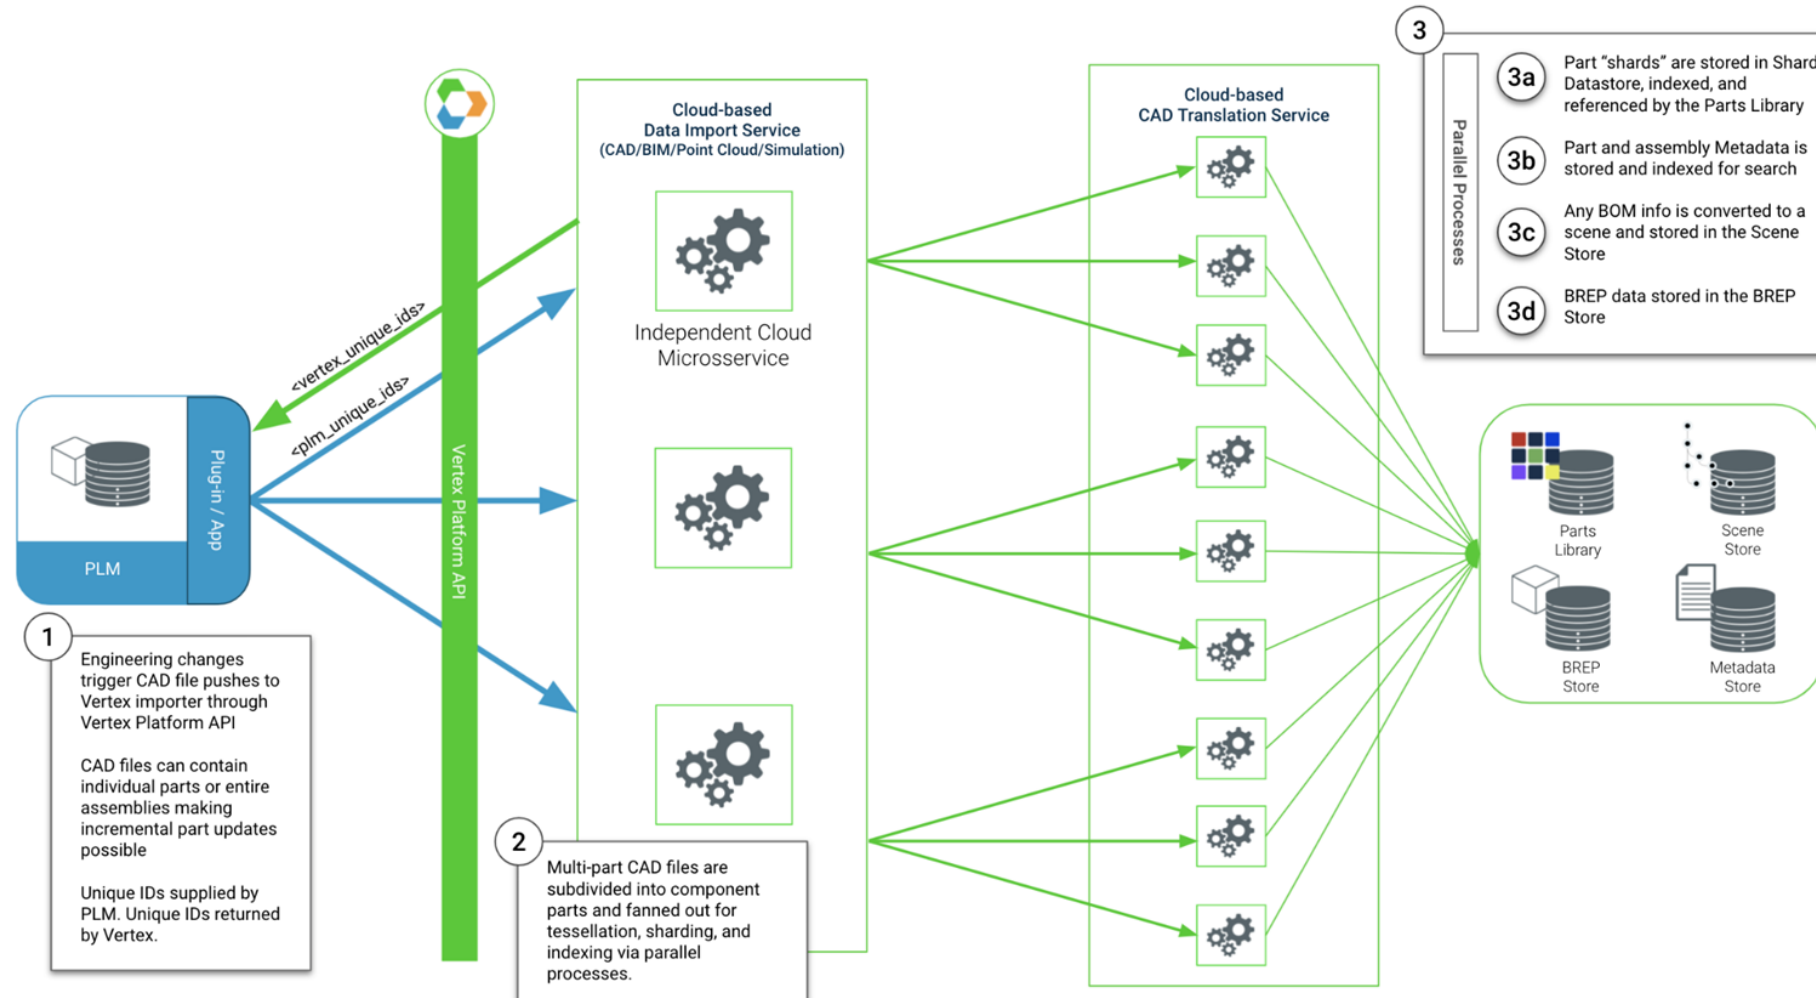 3
Parallel Processes
3a
Part “shards” are stored in Shard
Datastore, indexed, and
referenced by the Parts Library
3b
Part and assembly Metadata is
stored and indexed for search
3c
Any BOM info is converted to a
scene and stored in the Scene
Store
3d
BREP data stored in the BREP
Store
Cloud-based
Data Import Service
(CAD/BIM/Point Cloud/Simulation)
Independent Cloud
Microsservice
Cloud-based
CAD Translation Service
<vertex_unique_ids>
<plm_unique_ids>
Vertex Platform API
Plug-in / App
PLM
Parts
Library
Scene
Store
BREP
Store
Metadata
Store
1
Engineering changes
trigger CAD file pushes to
Vertex importer through
Vertex Platform API
CAD files can contain
individual parts or entire
assemblies making
incremental part updates
possible
Unique IDs supplied by
PLM. Unique IDs returned
by Vertex.
2
Multi-part CAD files are
subdivided into component
parts and fanned out for
tessellation, sharding, and
indexing via parallel
processes.